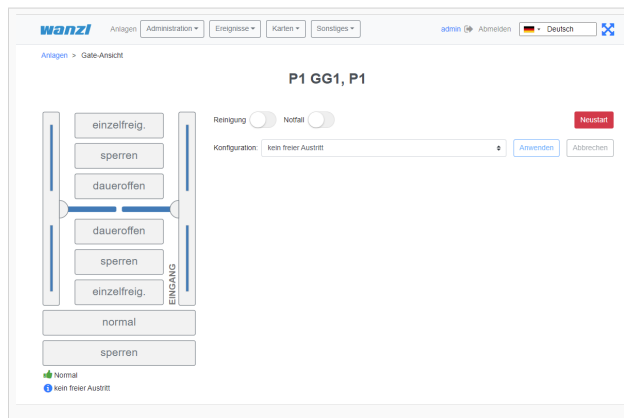 wanzl Anlagen Administration Ereignisse Karten Sonstiges admin Abmelden Deutsch
Anlagen > Gate-Ansicht
P1 GG1, P1
einzelfreig.
sperren
daueroffen
daueroffen
sperren
einzelfreig.
EINGANG
normal
sperren
Normal
kein freier Austritt
Reinigung Notfall Neustart
Konfiguration: kein freier Austritt Anwenden Abbrechen